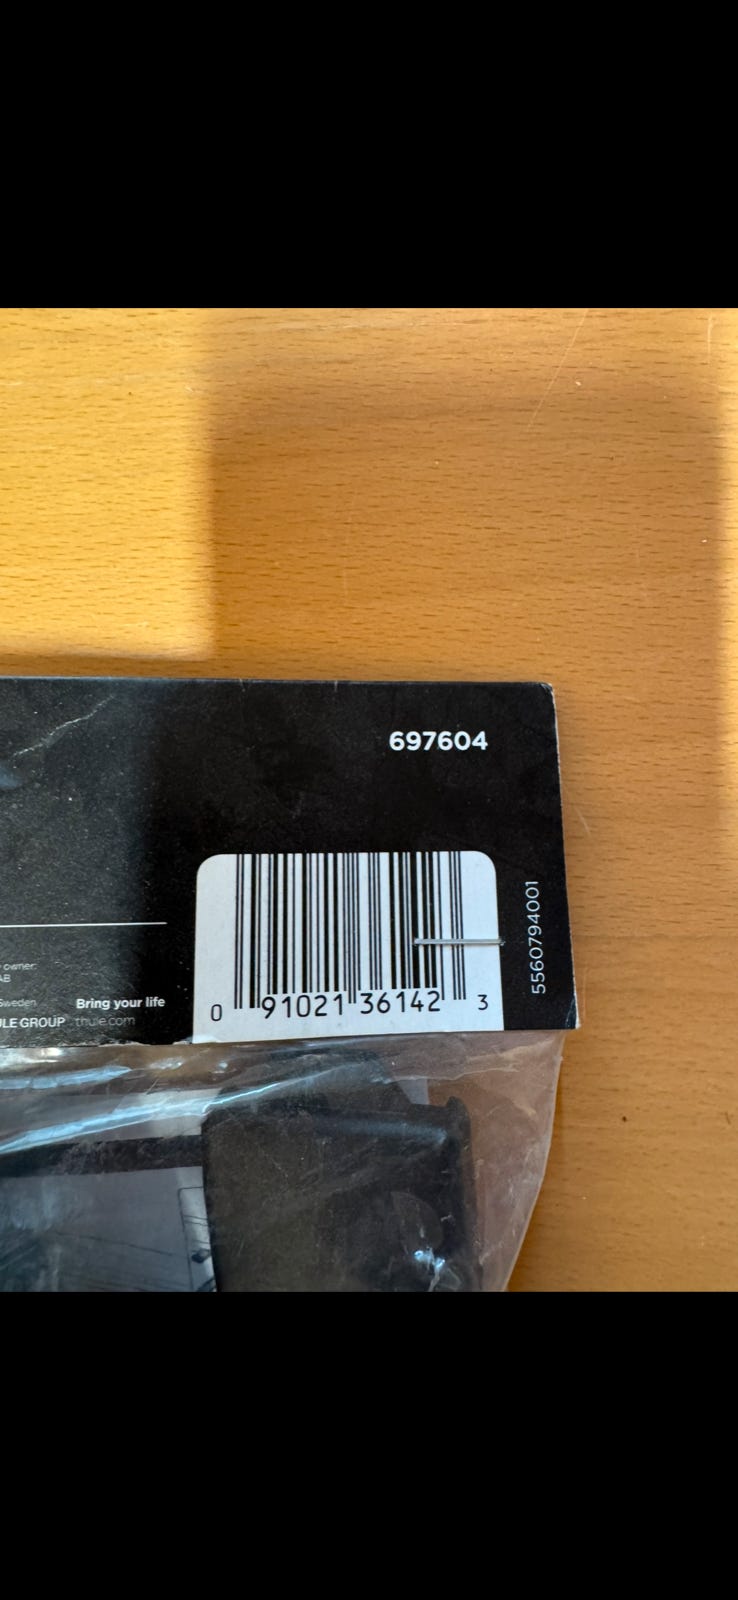 697604
owner:
AB
Sweden
Bring your life
ULE GROUP thule.com
0 91021 36142 3
5560794001